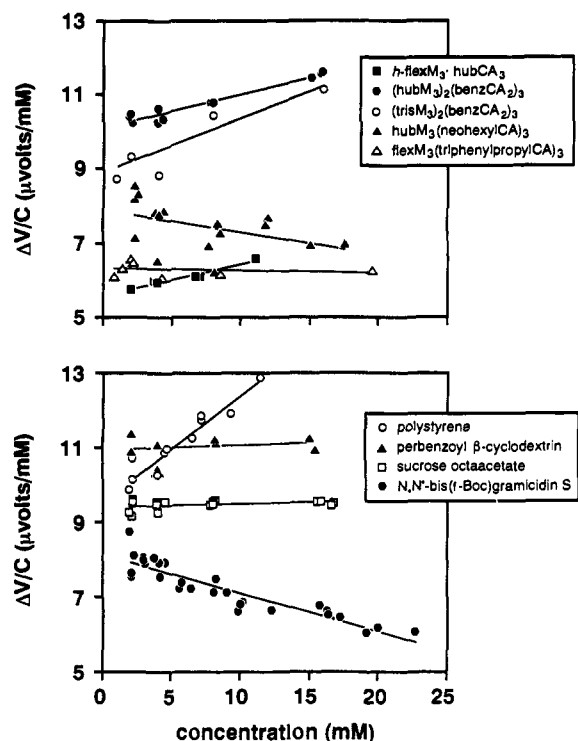 13
11
9
7
5
ΔV/C (µvolts/mM)
h-flexM3· hubCA3
(hubM3)2(benzCA2)3
(trisM3)2(benzCA2)3
hubM3(neohexylCA)3
flexM3(triphenylpropylCA)3
13
11
9
7
5
ΔV/C (µvolts/mM)
polystyrene
perbenzoyl β-cyclodextrin
sucrose octaacetate
N,N'-bis(t-Boc)gramicidin S
0 5 10 15 20 25
concentration (mM)